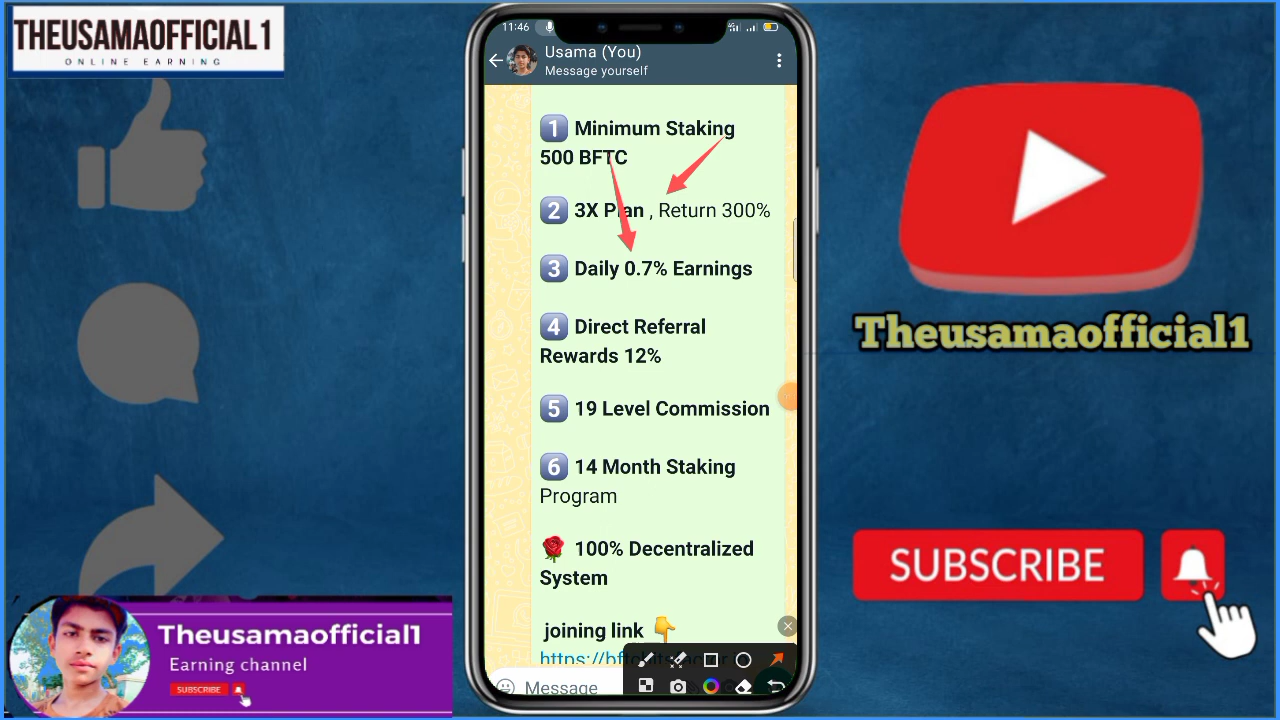 THEUSAMAOFFICIAL1
ONLINE EARNING
11:46
Usama (You)
Message yourself
1 Minimum Staking
500 BFTC
2 3X Plan , Return 300%
3 Daily 0.7% Earnings
4 Direct Referral
Rewards 12%
5 19 Level Commission
6 14 Month Staking
Program
100% Decentralized
System
joining link
Message
Theusamaofficial1
SUBSCRIBE
Theusamaofficial1
Earning channel
SUBSCRIBE